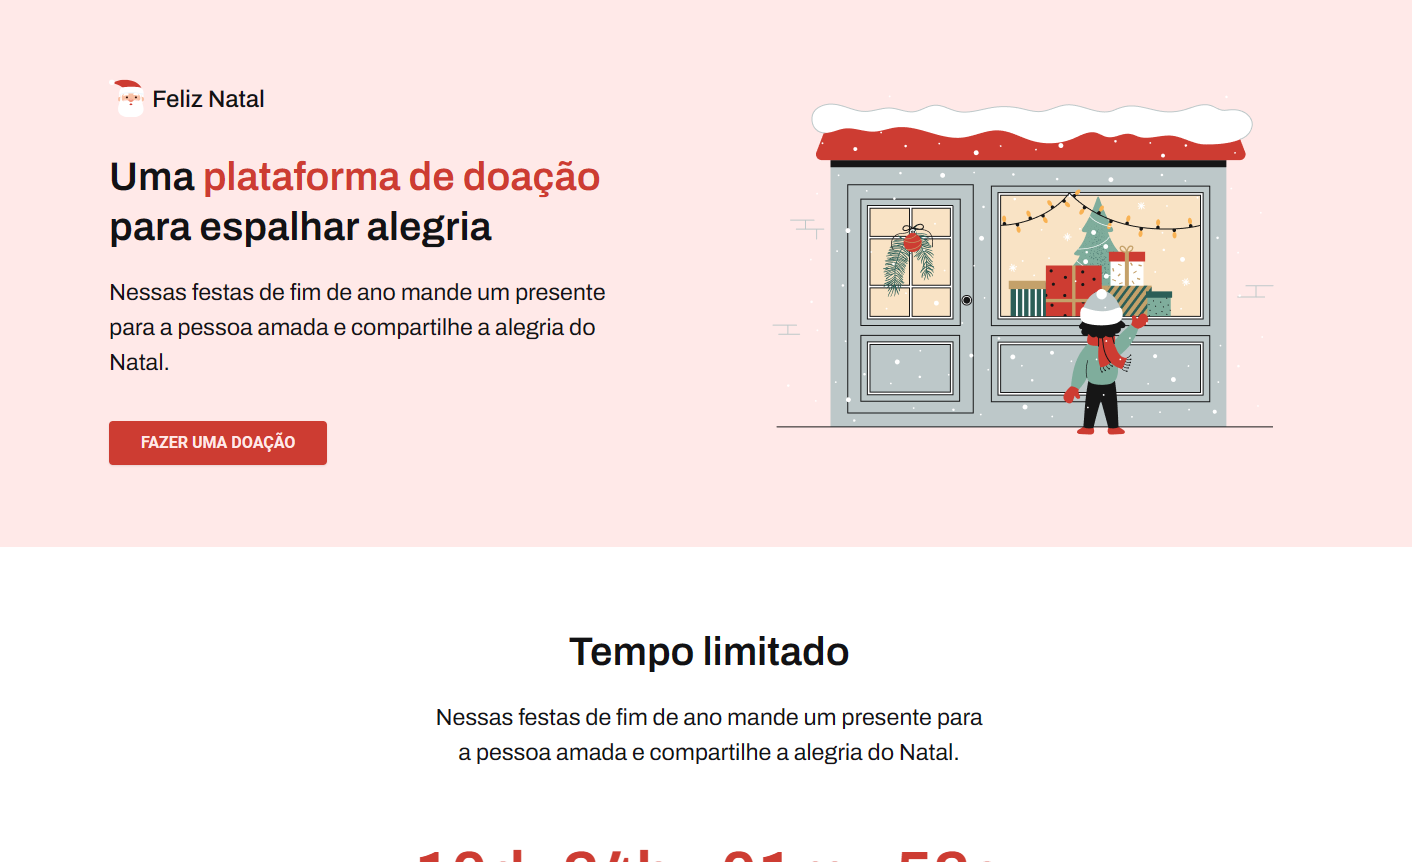 Feliz Natal
Uma plataforma de doação
para espalhar alegria
Nessas festas de fim de ano mande um presente
para a pessoa amada e compartilhe a alegria do
Natal.
FAZER UMA DOAÇÃO
Tempo limitado
Nessas festas de fim de ano mande um presente para
a pessoa amada e compartilhe a alegria do Natal.